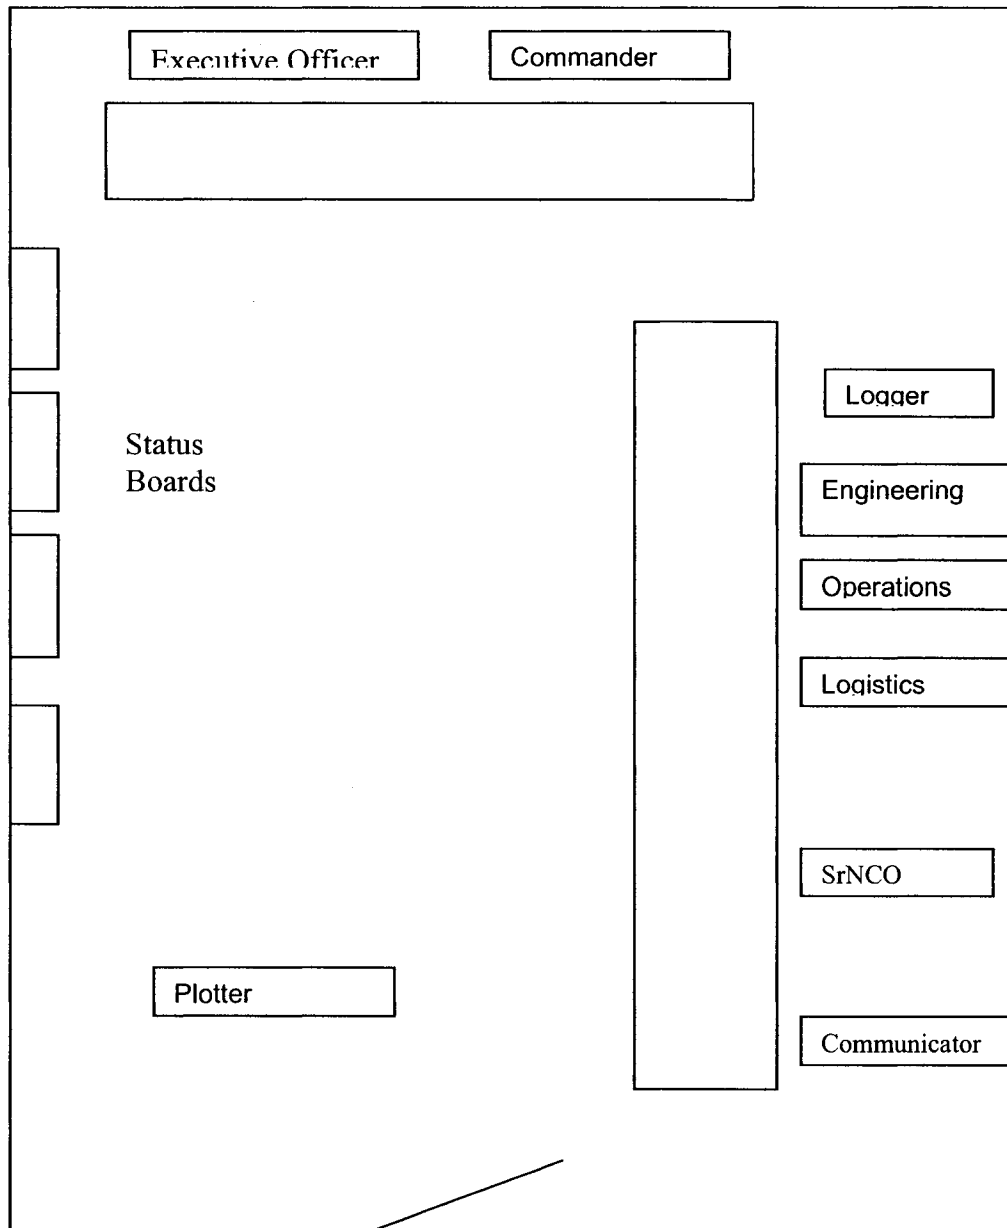 Executive Officer
Commander
Logger
Status
Boards
Engineering
Operations
Logistics
SrNCO
Plotter
Communicator